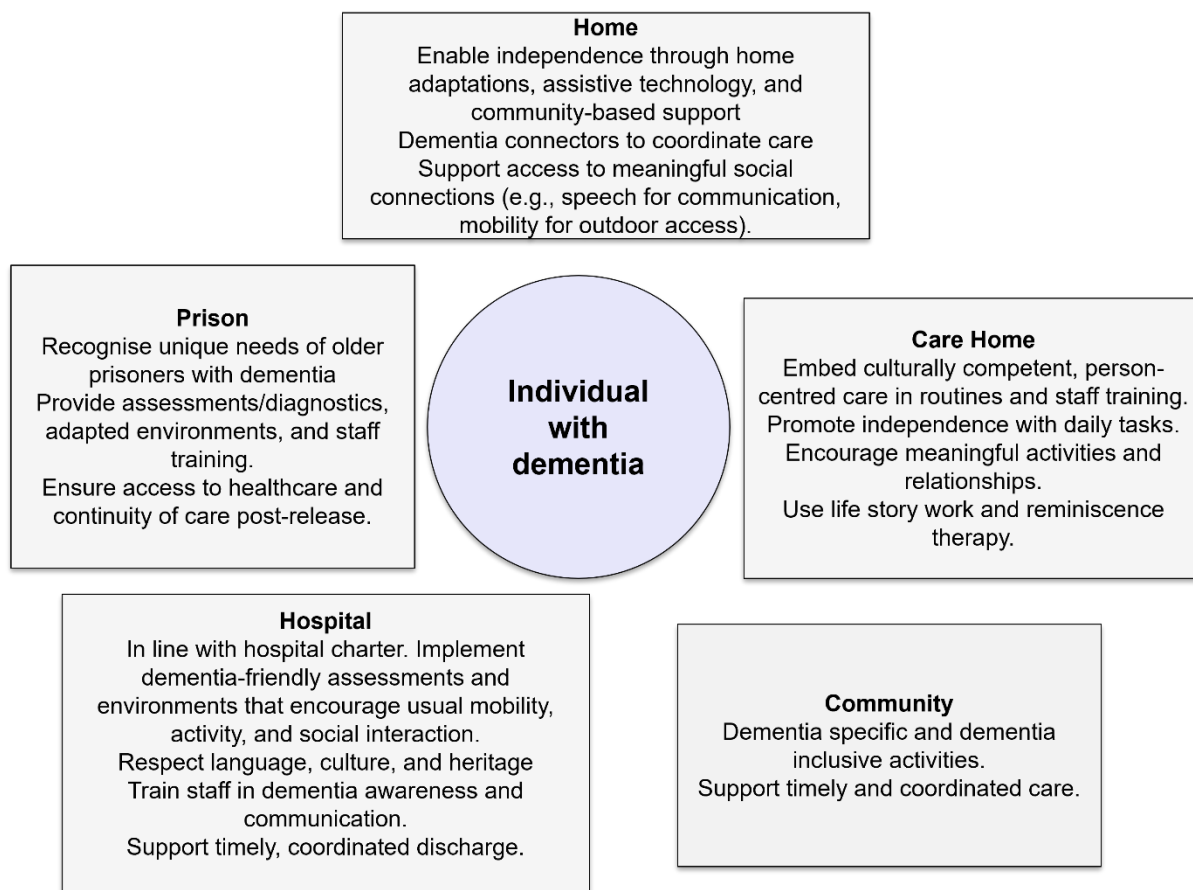 Home
Enable independence through home
adaptations, assistive technology, and
community-based support
Dementia connectors to coordinate care
Support access to meaningful social
connections (e.g., speech for communication,
mobility for outdoor access).
Prison
Recognise unique needs of older
prisoners with dementia
Provide assessments/diagnostics,
adapted environments, and staff
training.
Ensure access to healthcare and
continuity of care post-release.
Individual
with
dementia
Care Home
Embed culturally competent, person-
centred care in routines and staff training.
Promote independence with daily tasks.
Encourage meaningful activities and
relationships.
Use life story work and reminiscence
therapy.
Hospital
In line with hospital charter. Implement
dementia-friendly assessments and
environments that encourage usual mobility,
activity, and social interaction.
Respect language, culture, and heritage
Train staff in dementia awareness and
communication.
Support timely, coordinated discharge.
Community
Dementia specific and dementia
inclusive activities.
Support timely and coordinated care.